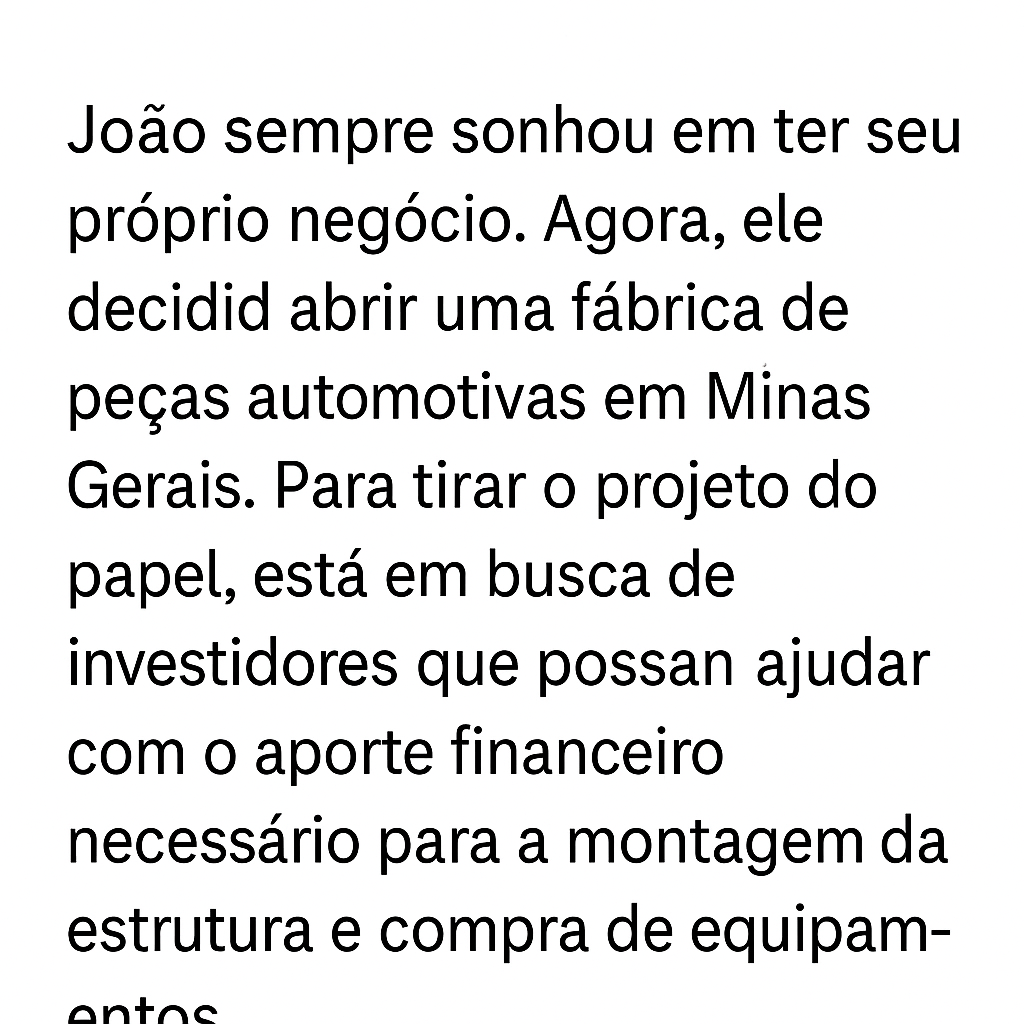 João sempre sonhou em ter seu
próprio negócio. Agora, ele
decidid abrir uma fábrica de
peças automotivas em Minas
Gerais. Para tirar o projeto do
papel, está em busca de
investidores que possan ajudar
com o aporte financeiro
necessário para a montagem da
estrutura e compra de equipam-
entos